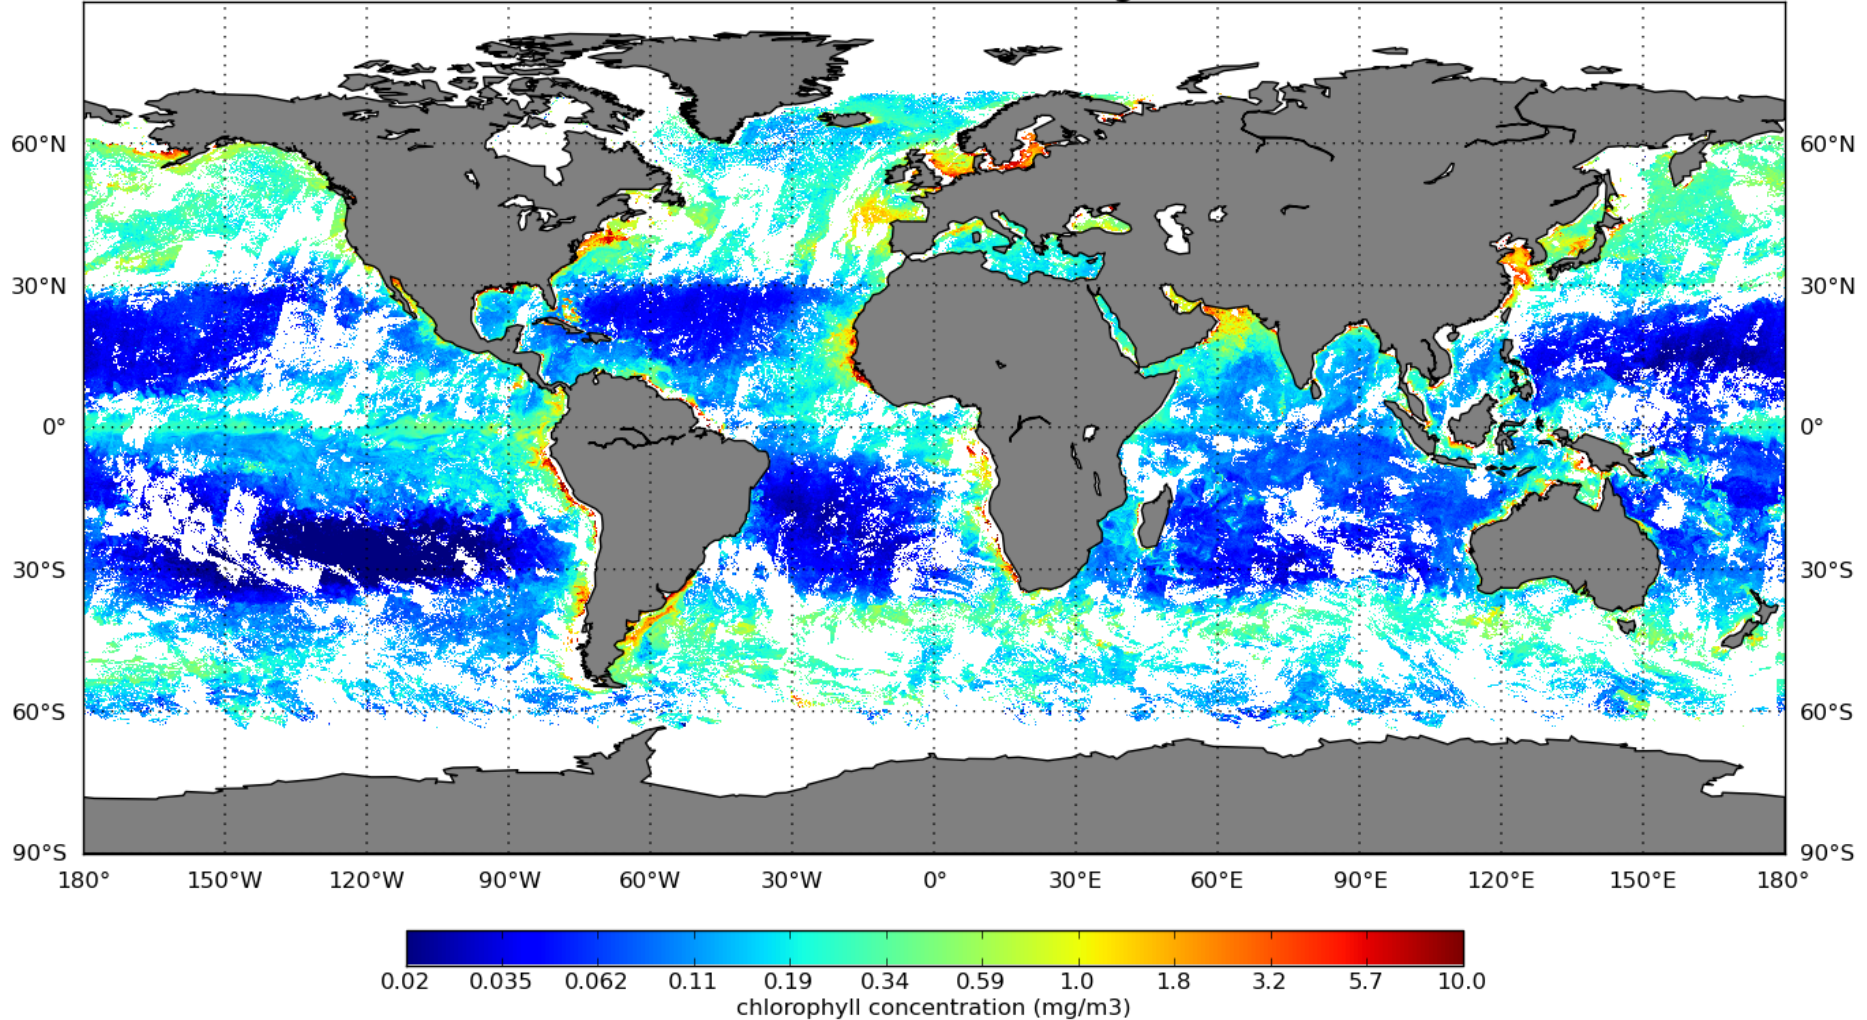 60°N 60°N
30°N 30°N
0° 0°
30°S 30°S
60°S 60°S
90°S 90°S
180° 150°W 120°W 90°W 60°W 30°W 0° 30°E 60°E 90°E 120°E 150°E 180°
0.02 0.035 0.062 0.11 0.19 0.34 0.59 1.0 1.8 3.2 5.7 10.0
chlorophyll concentration (mg/m3)